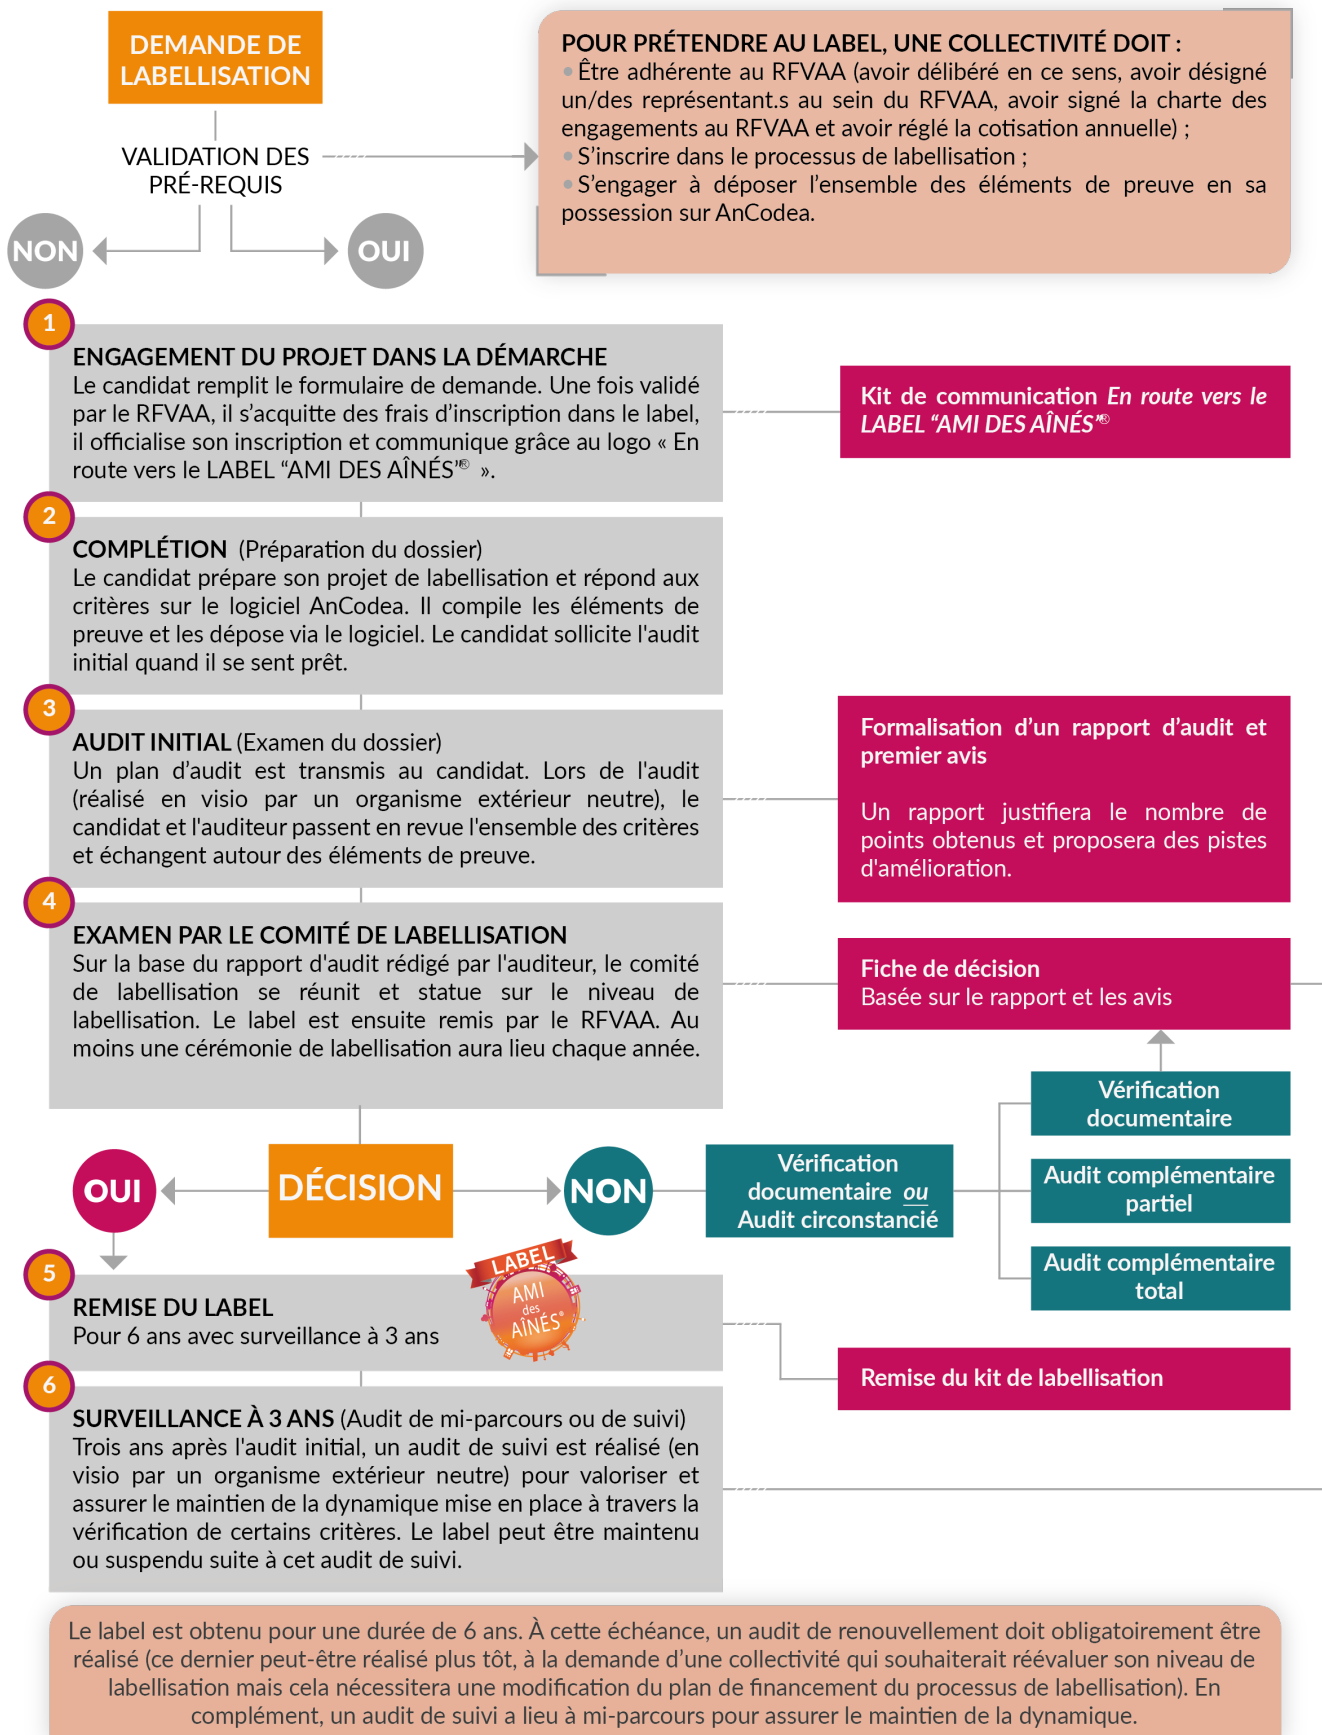 DEMANDE DE
LABELLISATION
VALIDATION DES
PRÉ-REQUIS
NON
OUI
POUR PRÉTENDRE AU LABEL, UNE COLLECTIVITÉ DOIT :
• Être adhérente au RFVAA (avoir délibéré en ce sens, avoir désigné
un/des représentant.s au sein du RFVAA, avoir signé la charte des
engagements au RFVAA et avoir réglé la cotisation annuelle) ;
• S’inscrire dans le processus de labellisation ;
• S’engager à déposer l’ensemble des éléments de preuve en sa
possession sur AnCodea.
1
ENGAGEMENT DU PROJET DANS LA DÉMARCHE
Le candidat remplit le formulaire de demande. Une fois validé
par le RFVAA, il s’acquitte des frais d’inscription dans le label,
il officialise son inscription et communique grâce au logo « En
route vers le LABEL “AMI DES AÎNÉS”® ».
Kit de communication En route vers le
LABEL “AMI DES AÎNÉS”®
2
COMPLÉTION (Préparation du dossier)
Le candidat prépare son projet de labellisation et répond aux
critères sur le logiciel AnCodea. Il compile les éléments de
preuve et les dépose via le logiciel. Le candidat sollicite l'audit
initial quand il se sent prêt.
3
AUDIT INITIAL (Examen du dossier)
Un plan d’audit est transmis au candidat. Lors de l'audit
(réalisé en visio par un organisme extérieur neutre), le
candidat et l'auditeur passent en revue l'ensemble des critères
et échangent autour des éléments de preuve.
Formalisation d’un rapport d’audit et
premier avis
Un rapport justifiera le nombre de
points obtenus et proposera des pistes
d'amélioration.
4
EXAMEN PAR LE COMITÉ DE LABELLISATION
Sur la base du rapport d'audit rédigé par l'auditeur, le comité
de labellisation se réunit et statue sur le niveau de
labellisation. Le label est ensuite remis par le RFVAA. Au
moins une cérémonie de labellisation aura lieu chaque année.
Fiche de décision
Basée sur le rapport et les avis
OUI
DÉCISION
NON
Vérification
documentaire ou
Audit circonstancié
Vérification
documentaire
Audit complémentaire
partiel
Audit complémentaire
total
5
REMISE DU LABEL
Pour 6 ans avec surveillance à 3 ans
LABEL
AMI
des
AÎNÉS®
Remise du kit de labellisation
6
SURVEILLANCE À 3 ANS (Audit de mi-parcours ou de suivi)
Trois ans après l'audit initial, un audit de suivi est réalisé (en
visio par un organisme extérieur neutre) pour valoriser et
assurer le maintien de la dynamique mise en place à travers la
vérification de certains critères. Le label peut être maintenu
ou suspendu suite à cet audit de suivi.
Le label est obtenu pour une durée de 6 ans. À cette échéance, un audit de renouvellement doit obligatoirement être
réalisé (ce dernier peut-être réalisé plus tôt, à la demande d’une collectivité qui souhaiterait réévaluer son niveau de
labellisation mais cela nécessitera une modification du plan de financement du processus de labellisation). En
complément, un audit de suivi a lieu à mi-parcours pour assurer le maintien de la dynamique.